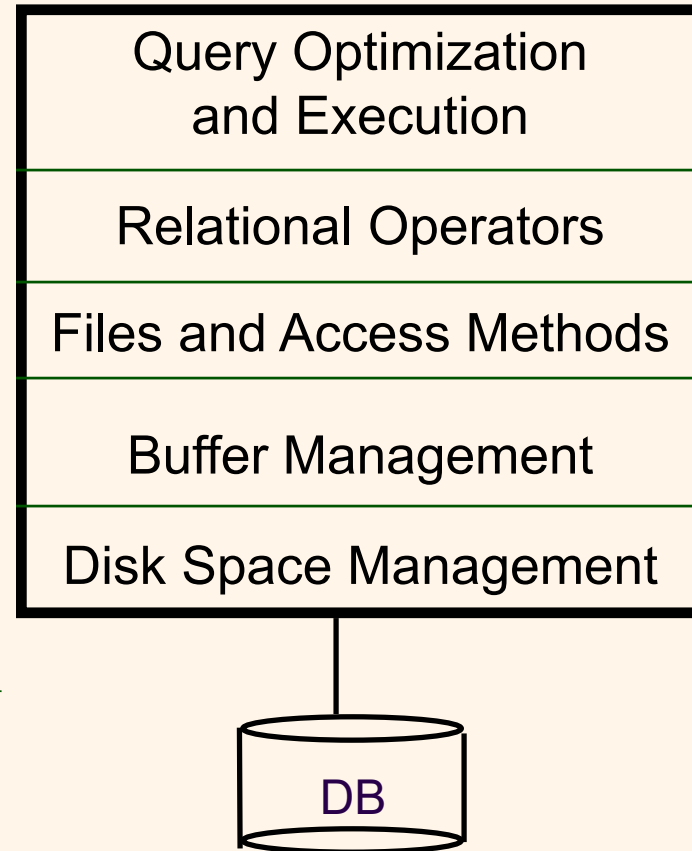 Query Optimization
and Execution
Relational Operators
Files and Access Methods
Buffer Management
Disk Space Management
DB